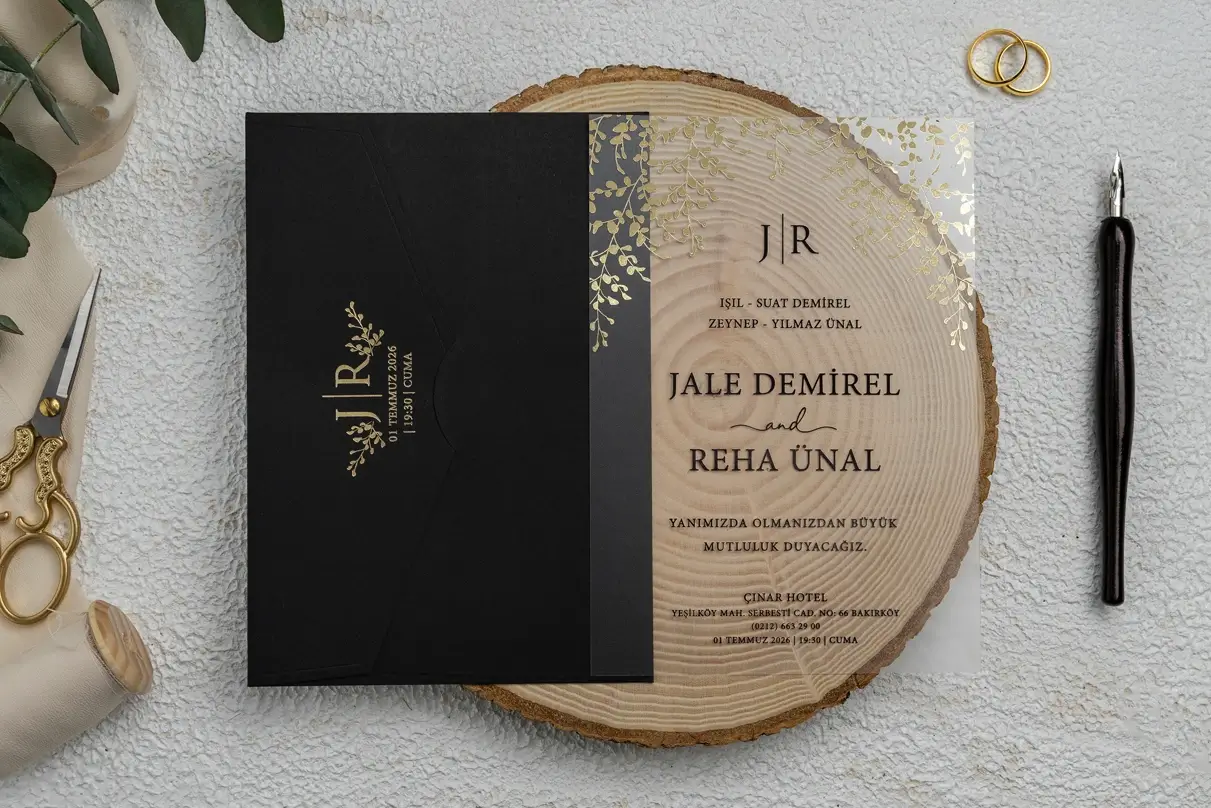 J|R
01 TEMMUZ 2026
| 19:30 | CUMA
J|R
IŞIL - SUAT DEMİREL
ZEYNEP - YILMAZ ÜNAL
JALE DEMİREL
and
REHA ÜNAL
YANIMIZDA OLMANIZDAN BÜYÜK
MUTLULUK DUYACAĞIZ.
ÇINAR HOTEL
YEŞİLKÖY MAH. SERBESTİ CAD. NO: 66 BAKIRKÖY
(0212) 663 29 00
01 TEMMUZ 2026 | 19:30 | CUMA